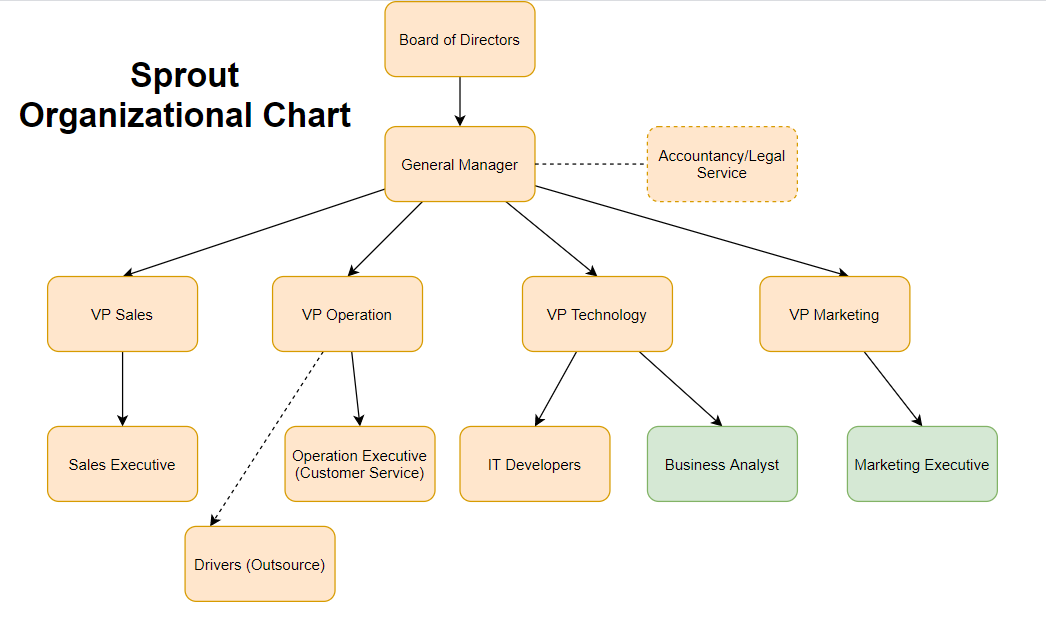 Board of Directors
Sprout
Organizational Chart
General Manager
Accountancy/Legal
Service
VP Sales
VP Operation
VP Technology
VP Marketing
Sales Executive
Operation Executive
(Customer Service)
IT Developers
Business Analyst
Marketing Executive
Drivers (Outsource)